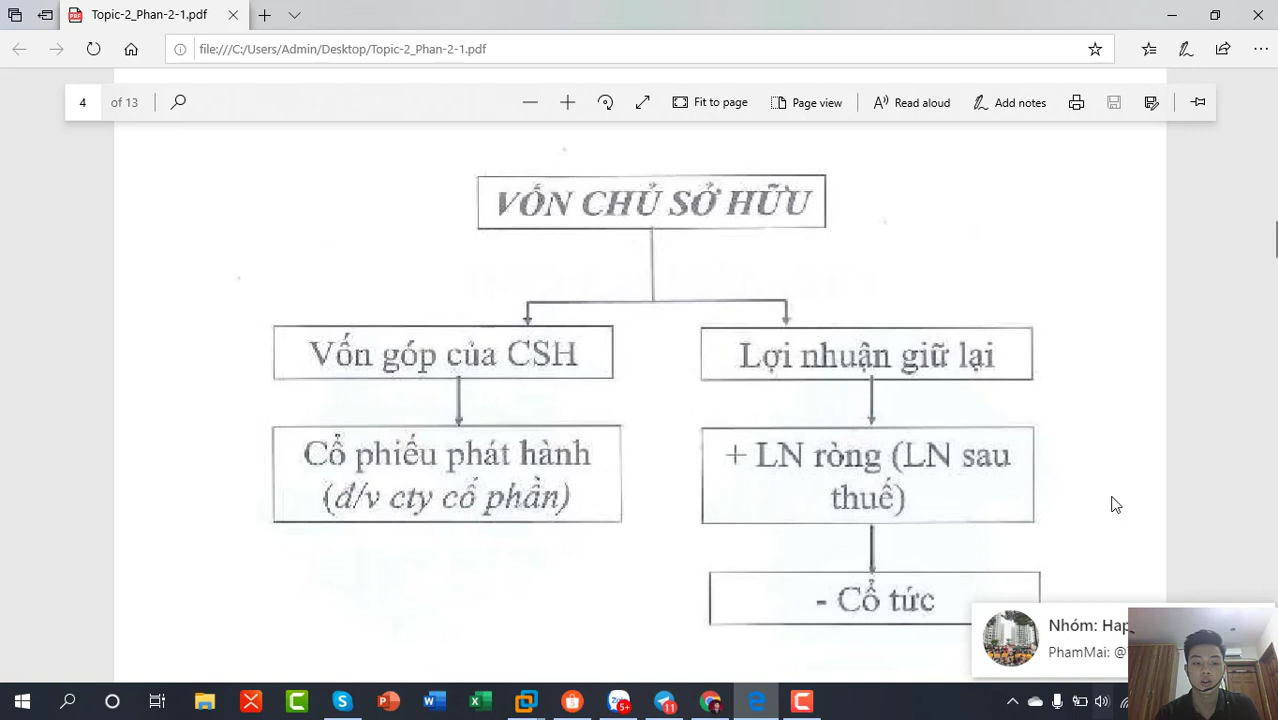 Topic-2_Phan-2-1.pdf
file:///C:/Users/Admin/Desktop/Topic-2_Phan-2-1.pdf
4 of 13
Fit to page
Page view
Read aloud
Add notes
VỐN CHỦ SỞ HỮU
Vốn góp của CSH
Lợi nhuận giữ lại
Cổ phiếu phát hành
(đ/v cty cổ phần)
+ LN ròng (LN sau
thuế)
- Cổ tức
Nhóm: Hap
PhamMai: @
5+
11